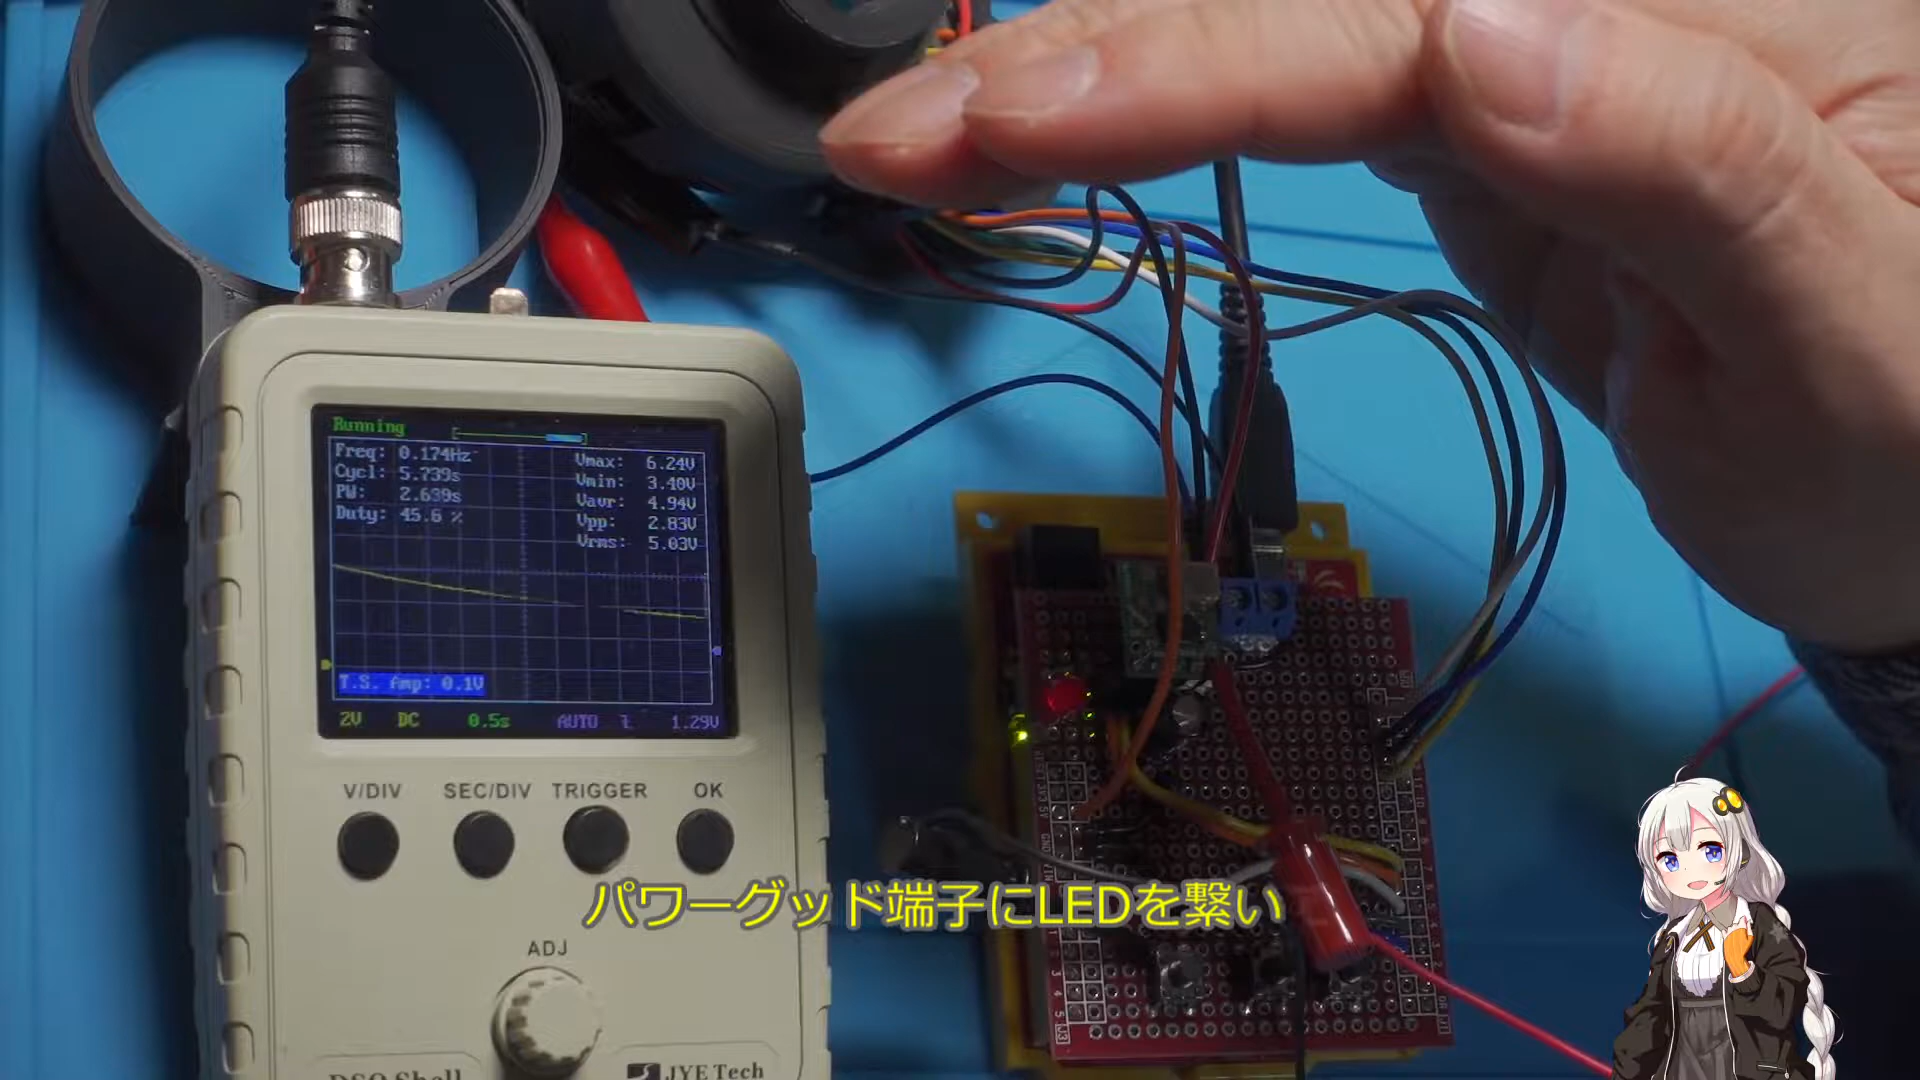 Running
Freq: 0.174Hz
Cycl: 5.739s
PW: 2.639s
Duty: 45.6 %
Vmax: 6.24V
Vmin: 3.40V
Vavr: 4.94V
Vpp: 2.83V
Vrms: 5.03V
T.S. Amp: 0.1V
2V DC 0.5s AUTO 1.29V
V/DIV SEC/DIV TRIGGER OK
パワーグッド端子にLEDを繋い
ADJ
DSO Shell
JYE Tech